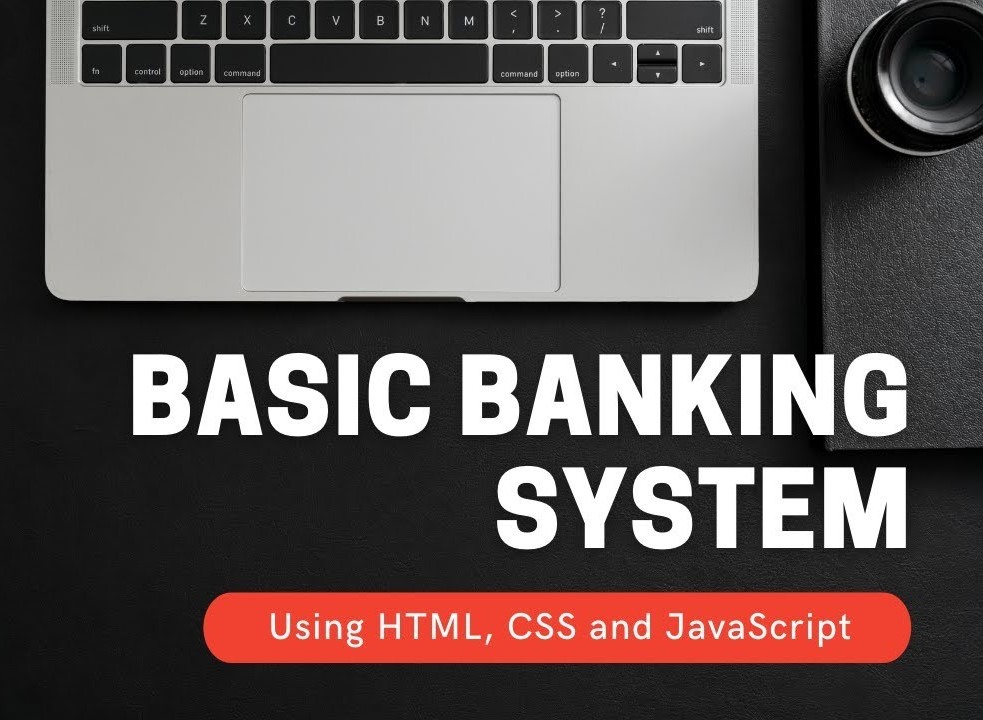 shift Z X C V B N M < , > . ? / shift
fn control option command command option
BASIC BANKING
SYSTEM
Using HTML, CSS and JavaScript